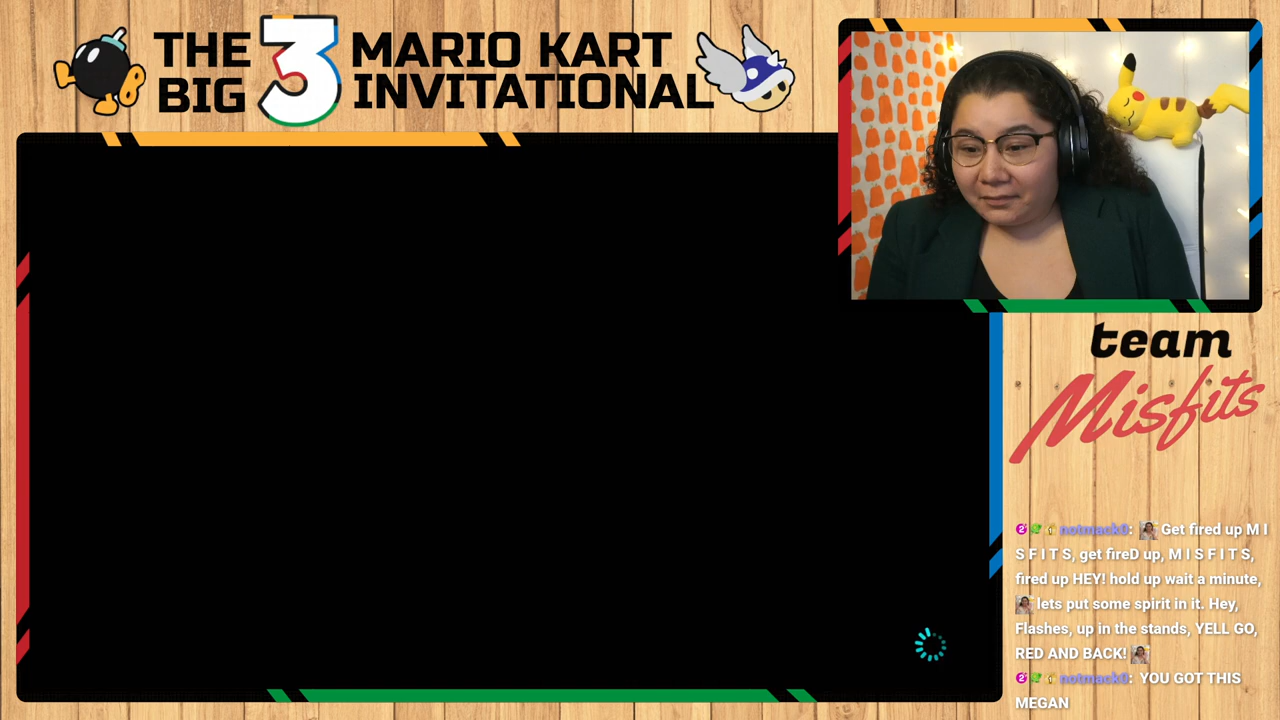 THE BIG 3 MARIO KART INVITATIONAL
team
Misfits
notmack0: Get fired up M I
S F I T S, get fireD up, M I S F I T S,
fired up HEY! hold up wait a minute,
lets put some spirit in it. Hey,
Flashes, up in the stands, YELL GO,
RED AND BACK!
notmack0: YOU GOT THIS
MEGAN